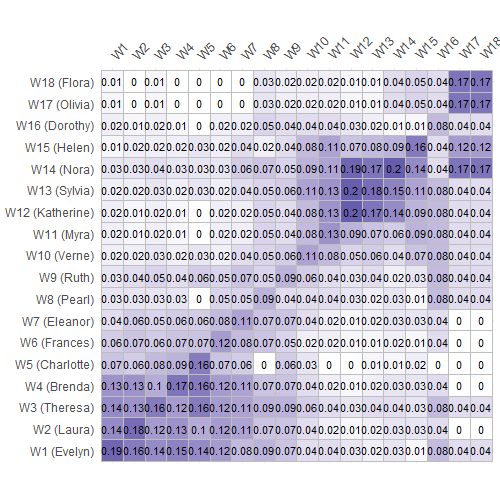 W1 W2 W3 W4 W5 W6 W7 W8 W9 W10 W11 W12 W13 W14 W15 W16 W17 W18
W18 (Flora) 0.01 0 0.01 0 0 0 0 0.03 0.02 0.02 0.02 0.01 0.01 0.04 0.05 0.04 0.17 0.17
W17 (Olivia) 0.01 0 0.01 0 0 0 0 0.03 0.02 0.02 0.02 0.01 0.01 0.04 0.05 0.04 0.17 0.17
W16 (Dorothy) 0.02 0.01 0.02 0.01 0 0.02 0.02 0.05 0.04 0.04 0.04 0.03 0.02 0.01 0.01 0.08 0.04 0.04
W15 (Helen) 0.01 0.02 0.02 0.02 0.03 0.02 0.04 0.02 0.04 0.08 0.11 0.07 0.08 0.09 0.16 0.04 0.12 0.12
W14 (Nora) 0.03 0.03 0.04 0.03 0.03 0.03 0.06 0.07 0.05 0.09 0.11 0.19 0.17 0.2 0.14 0.04 0.17 0.17
W13 (Sylvia) 0.02 0.02 0.03 0.02 0.02 0.02 0.04 0.05 0.06 0.11 0.13 0.2 0.18 0.15 0.11 0.08 0.04 0.04
W12 (Katherine) 0.02 0.01 0.02 0.01 0 0.02 0.02 0.05 0.04 0.08 0.13 0.2 0.17 0.14 0.09 0.08 0.04 0.04
W11 (Myra) 0.02 0.01 0.02 0.01 0 0.02 0.02 0.05 0.04 0.08 0.13 0.09 0.07 0.06 0.09 0.08 0.04 0.04
W10 (Verne) 0.02 0.02 0.03 0.02 0.03 0.02 0.04 0.05 0.06 0.11 0.08 0.05 0.06 0.04 0.07 0.08 0.04 0.04
W9 (Ruth) 0.03 0.04 0.05 0.04 0.06 0.05 0.07 0.05 0.09 0.06 0.04 0.03 0.04 0.02 0.03 0.08 0.04 0.04
W8 (Pearl) 0.03 0.03 0.03 0.03 0 0.05 0.05 0.09 0.04 0.04 0.04 0.03 0.02 0.03 0.01 0.08 0.04 0.04
W7 (Eleanor) 0.04 0.06 0.05 0.06 0.06 0.08 0.11 0.07 0.07 0.04 0.02 0.01 0.02 0.03 0.03 0.04 0 0
W6 (Frances) 0.06 0.07 0.06 0.07 0.07 0.12 0.08 0.07 0.05 0.02 0.02 0.01 0.01 0.02 0.01 0.04 0 0
W5 (Charlotte) 0.07 0.06 0.08 0.09 0.16 0.07 0.06 0 0.06 0.03 0 0 0.01 0.01 0.02 0 0 0
W4 (Brenda) 0.13 0.13 0.1 0.17 0.16 0.12 0.11 0.07 0.07 0.04 0.02 0.01 0.02 0.03 0.03 0.04 0 0
W3 (Theresa) 0.14 0.13 0.16 0.12 0.16 0.12 0.11 0.09 0.09 0.06 0.04 0.03 0.04 0.03 0.03 0.08 0.04 0.04
W2 (Laura) 0.14 0.18 0.12 0.13 0.1 0.12 0.11 0.07 0.07 0.04 0.02 0.01 0.02 0.03 0.03 0.04 0 0
W1 (Evelyn) 0.19 0.16 0.14 0.15 0.14 0.12 0.08 0.09 0.07 0.04 0.04 0.03 0.02 0.03 0.01 0.08 0.04 0.04